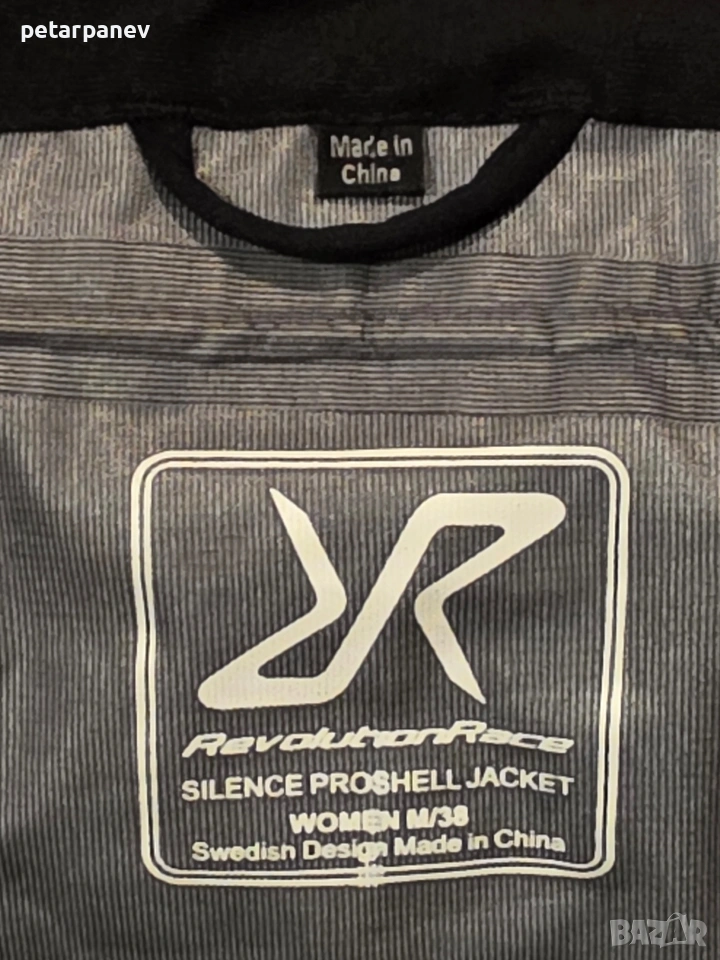 petarpanev
Made in
China
RevolutionRace
SILENCE PROSHELL JACKET
WOMEN M/38
Swedish Design Made in China
BAZAR